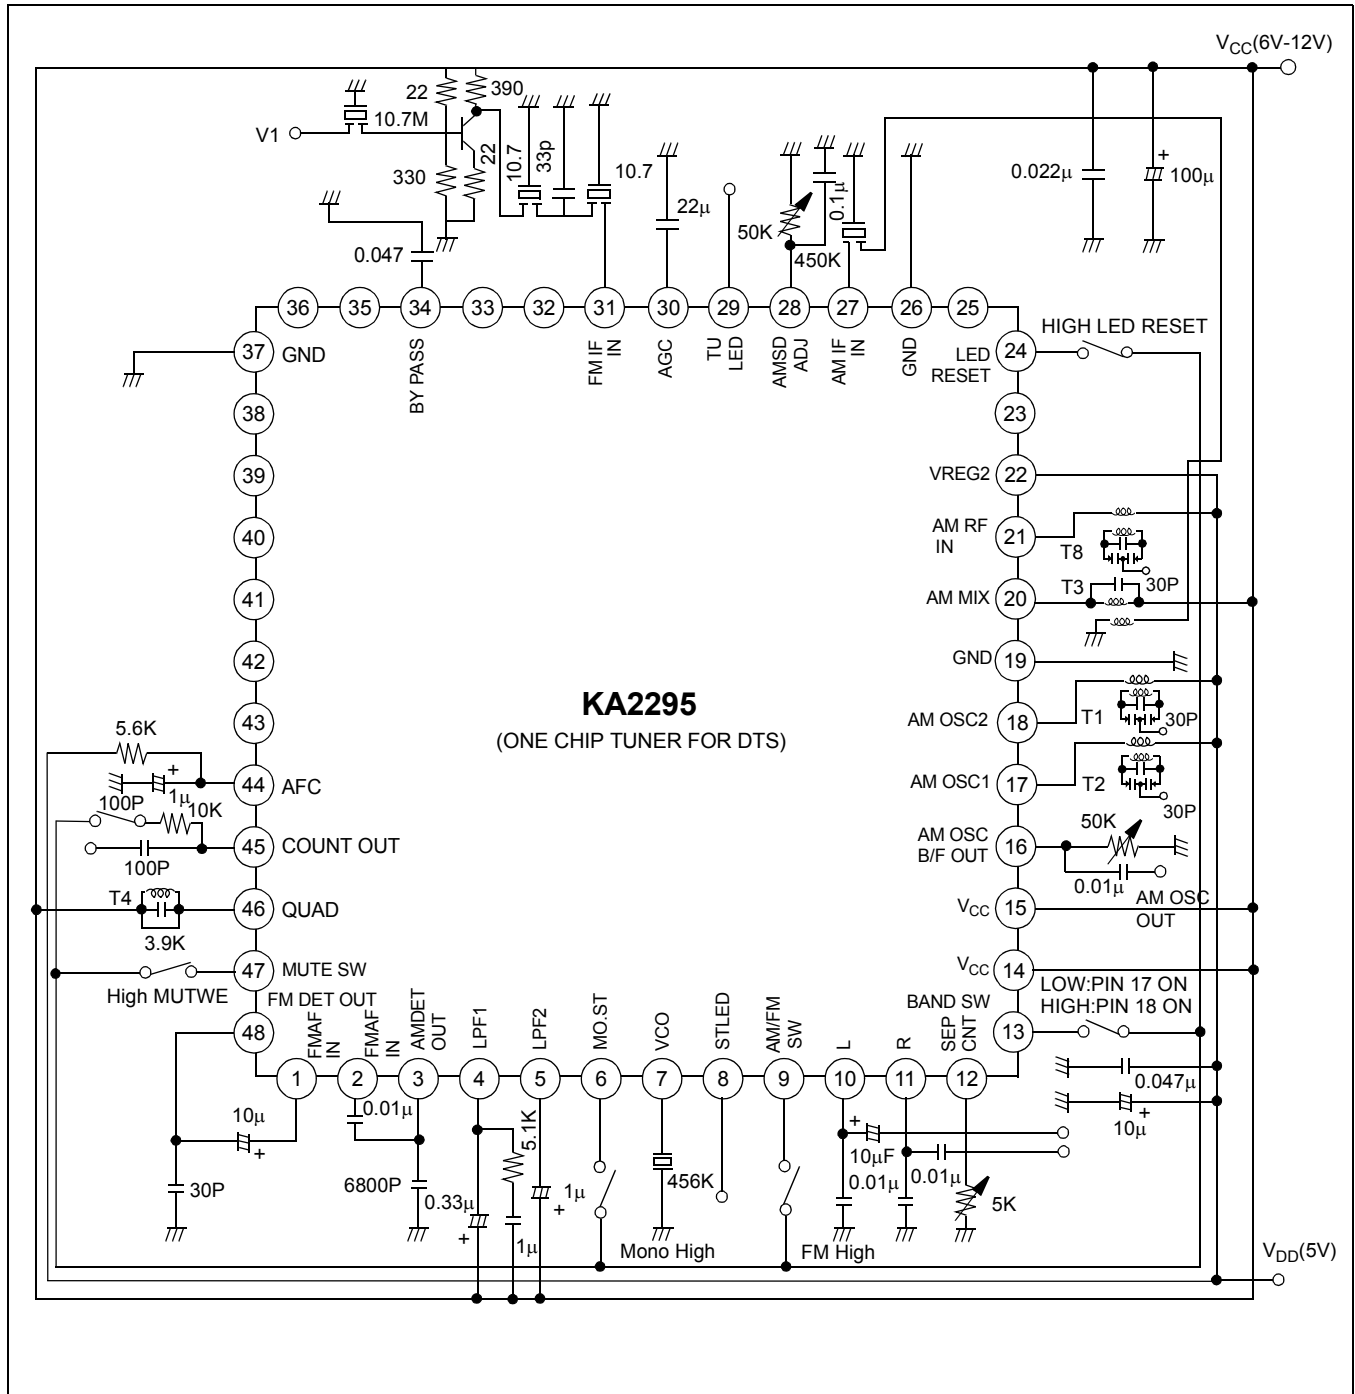 V_CC(6V-12V)
22
390
V1
10.7M
22
330
10.7
33p
10.7
0.047
22μ
50K
0.1μ
450K
0.022μ
+
100μ
36
35
34
33
32
31
30
29
28
27
26
25
HIGH LED RESET
37
GND
BY PASS
FM IF
IN
AGC
TU
LED
AMSD
ADJ
AM IF
IN
GND
LED
RESET
24
38
23
39
VREG2
22
40
AM RF
IN
21
T8
41
AM MIX
20
T3
30P
42
GND
19
43
KA2295
(ONE CHIP TUNER FOR DTS)
AM OSC2
18
T1
30P
5.6K
+
1μ
44
AFC
AM OSC1
17
T2
30P
100P
10K
45
COUNT OUT
100P
AM OSC
B/F OUT
16
50K
0.01μ
AM OSC
OUT
T4
3.9K
46
QUAD
V_CC
15
47
MUTE SW
High MUTWE
V_CC
14
LOW:PIN 17 ON
HIGH:PIN 18 ON
48
FM DET OUT
BAND SW
13
FMAF
IN
FMAF
IN
AMDET
OUT
LPF1
LPF2
MO.ST
VCO
STLED
AM/FM
SW
L
R
SEP
CNT
1
2
3
4
5
6
7
8
9
10
11
12
0.047μ
10μ
+
10μ
+
0.01μ
5.1K
+
10μF
30P
6800P
0.33μ
+
1μ
1μ
+
456K
0.01μ
0.01μ
5K
Mono High
FM High
V_DD(5V)